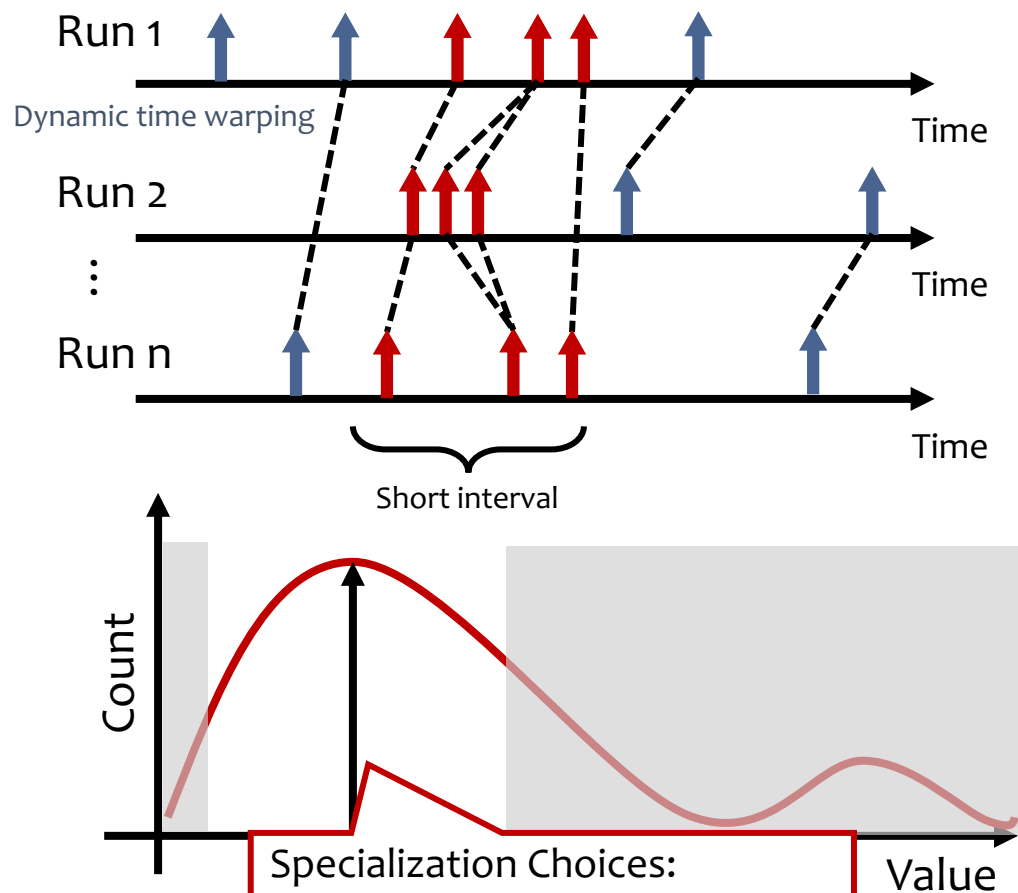 Run 1
Dynamic time warping
Time
Run 2
Time
⋮
Run n
Time
Short interval
Count
Specialization Choices:
Value